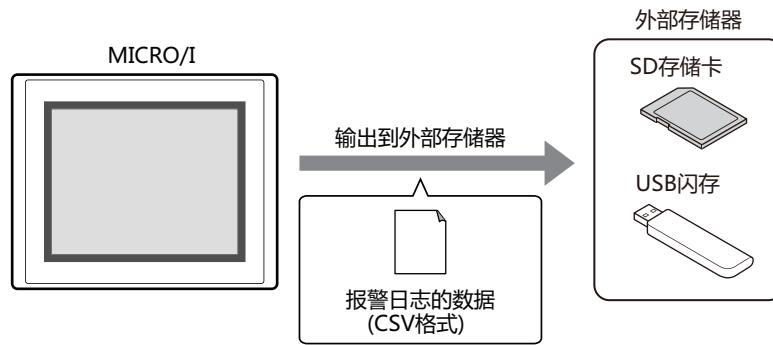 外部存储器
MICRO/I
SD存储卡
输出到外部存储器
USB闪存
报警日志的数据
(CSV格式)